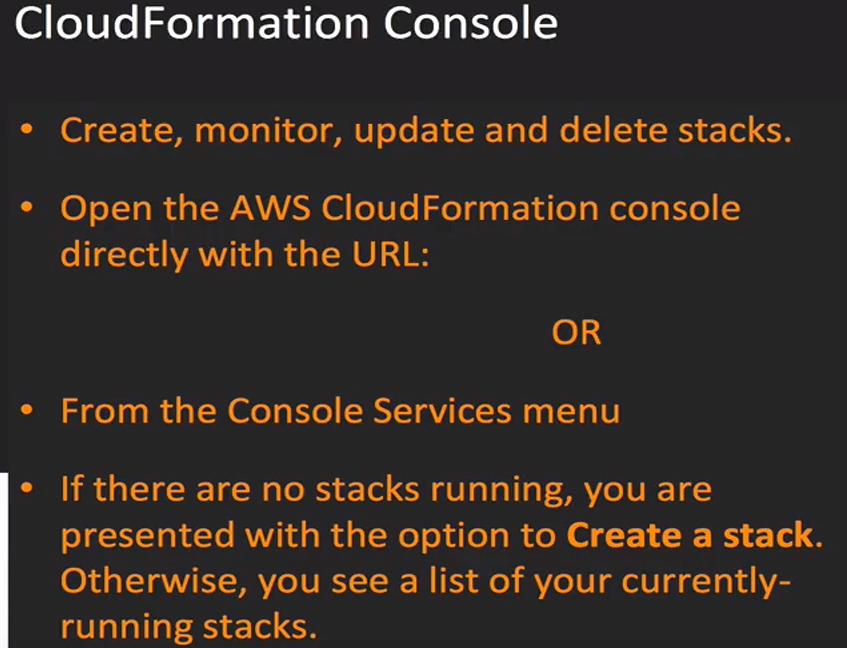 CloudFormation Console
• Create, monitor, update and delete stacks.
• Open the AWS CloudFormation console
directly with the URL:
OR
• From the Console Services menu
• If there are no stacks running, you are
presented with the option to Create a stack.
Otherwise, you see a list of your currently-
running stacks.